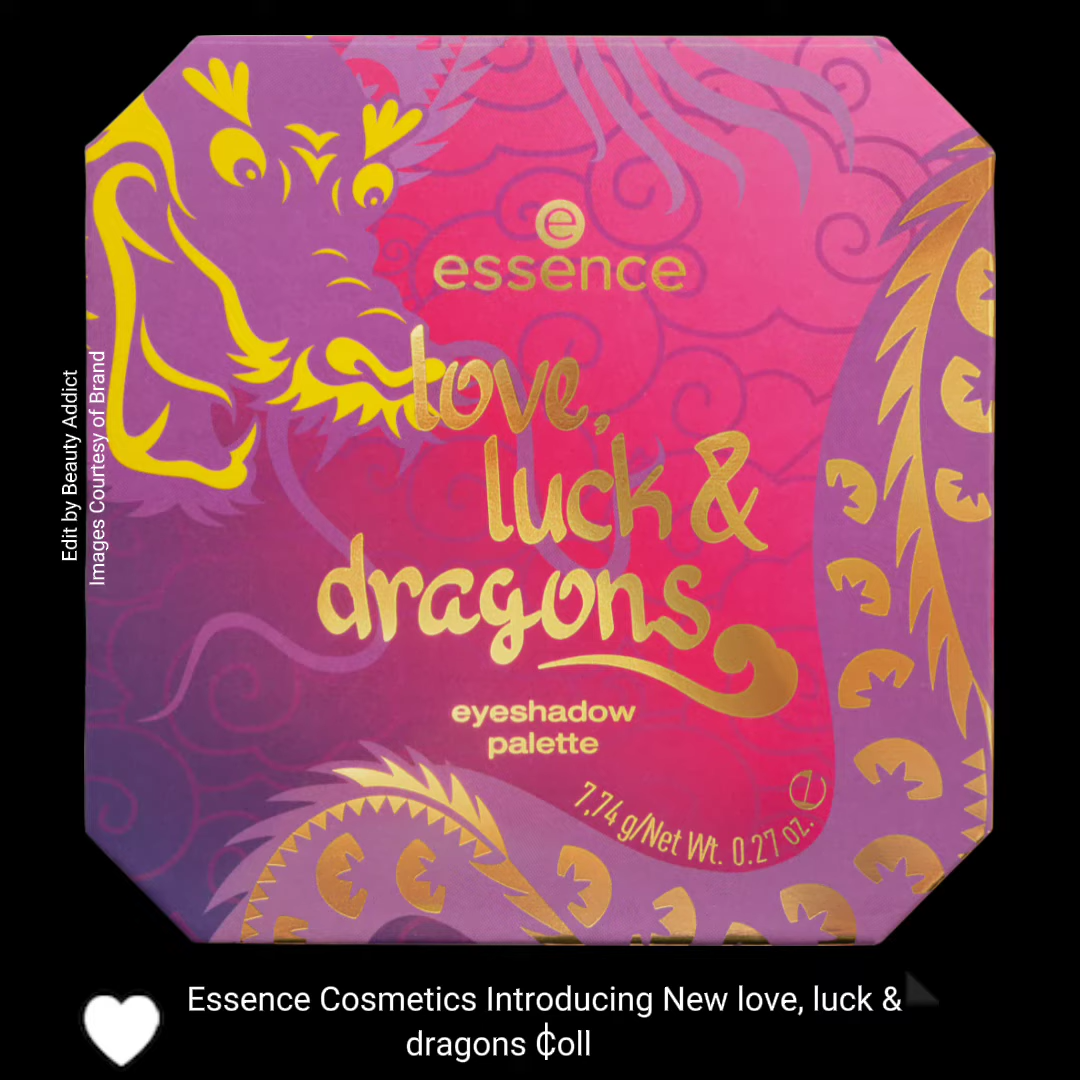 e
essence
love,
luck &
dragons
eyeshadow
palette
7,74 g/Net Wt. 0.27 oz. ℮
Edit by Beauty Addict
Images Courtesy of Brand
Essence Cosmetics Introducing New love, luck &
dragons ₵oll